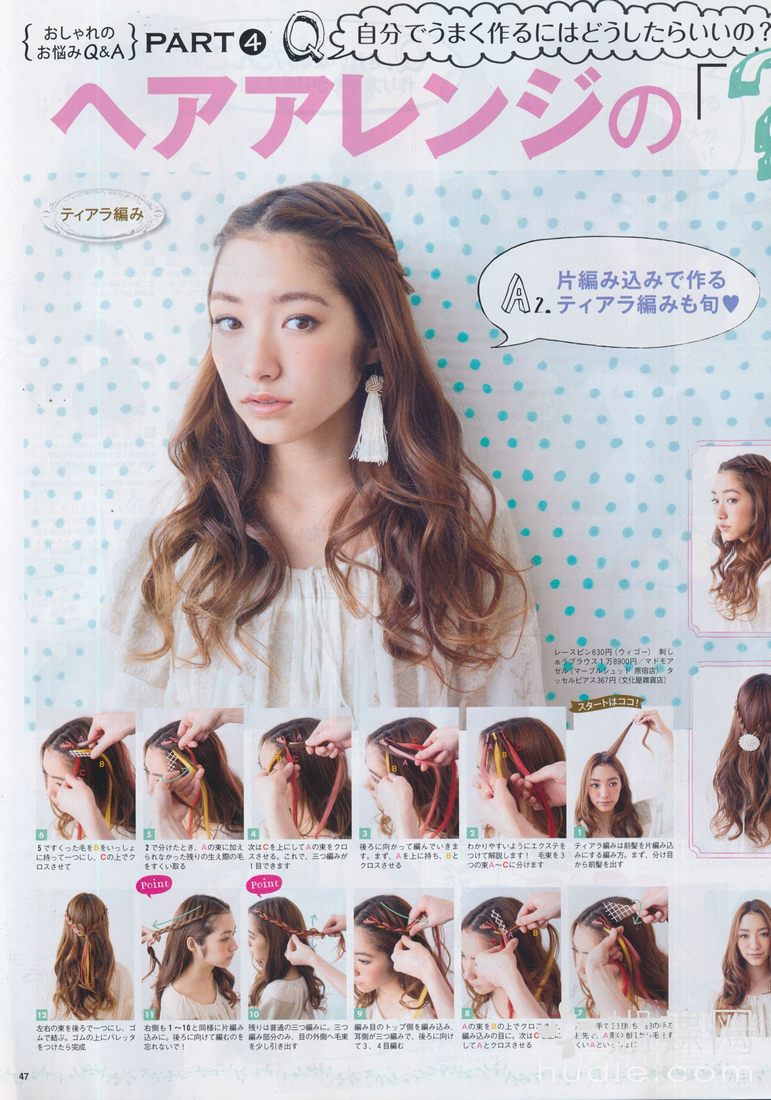 おしゃれの
お悩みQ&A
PART 4
Q 自分でうまく作るにはどうしたらいいの?
ヘアアレンジの「
ティアラ編み
A2. 片編み込みで作る
ティアラ編みも旬♥
レースピン630円(ウィゴー) 刺し
ゅうブラウス1万8900円/マドモア
ゼル(マーブルシュッド 原宿店) タ
ッセルピアス367円(文化屋雑貨店)
スタートはココ!
1
ティアラ編みは前髪を片編み込
みにする編み方。まず、分け目
から前髪を出す
2
わかりやすいようにエクステを
つけて解説します! 毛束を3
つの束A~Cに分けます
3
後ろに向かって編んでいきま
す。まず、Aを上に持ち、Bと
クロスさせる
4
次はCを上にしてAの束をクロ
スさせる。これで、三つ編みが
1目できます
5
2で分けたとき、Aの束に加え
られなかった残りの生え際の毛
をすくい取る
6
5ですくった毛をBをいっしょ
に持って一つにし、Cの上でク
ロスさせて
7
8
Aの束をBの上でクロス
み込みの目に。次はC
してAとクロスさせる
9
編み目のトップ側を編み込み、
耳側が三つ編みで、後ろに向け
て3、4目編む
Point
10
残りは普通の三つ編みに。三つ
編み部分のみ、目の外側へ毛束
を少し引き出す
Point
11
右側も1~10と同様に片編み
込みに。後ろに向けて編むのを
忘れないで!
12
左右の束を後ろで一つにし、ゴ
ムで結ぶ。ゴムの上にバレッタ
をつけたら完成
47
hudie.com